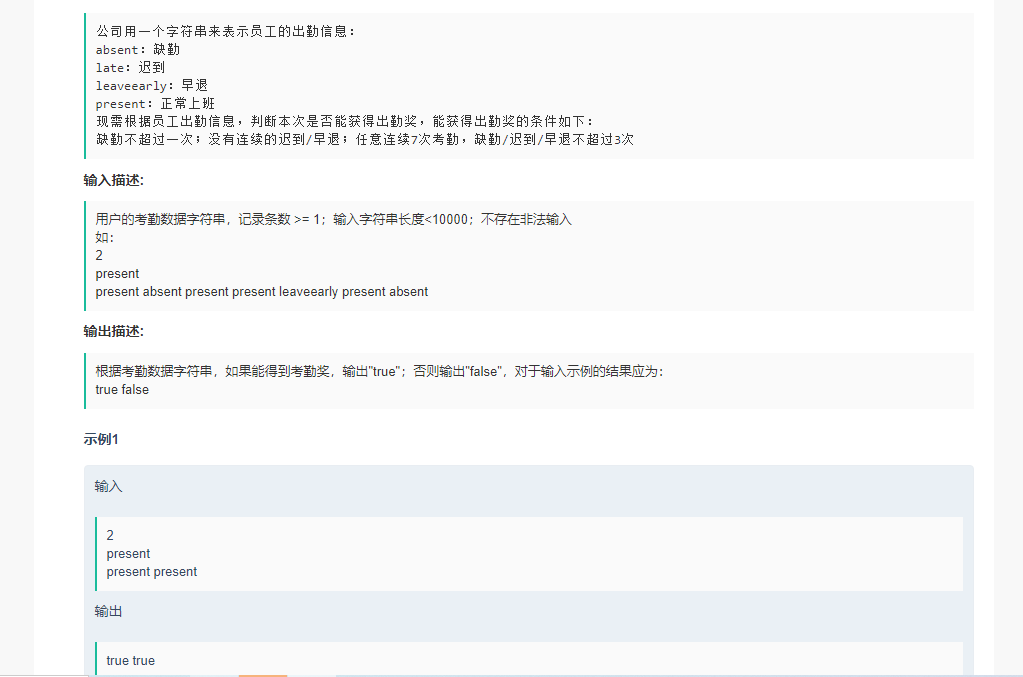 公司用一个字符串来表示员工的出勤信息：
absent：缺勤
late：迟到
leaveearly：早退
present：正常上班
现需根据员工出勤信息，判断本次是否能获得出勤奖，能获得出勤奖的条件如下：
缺勤不超过一次；没有连续的迟到/早退；任意连续7次考勤，缺勤/迟到/早退不超过3次
输入描述:
用户的考勤数据字符串，记录条数 >= 1；输入字符串长度<10000；不存在非法输入
如：
2
present
present absent present present leaveearly present absent
输出描述:
根据考勤数据字符串，如果能得到考勤奖，输出"true"；否则输出"false"，对于输入示例的结果应为：
true false
示例1
输入
2
present
present present
输出
true true